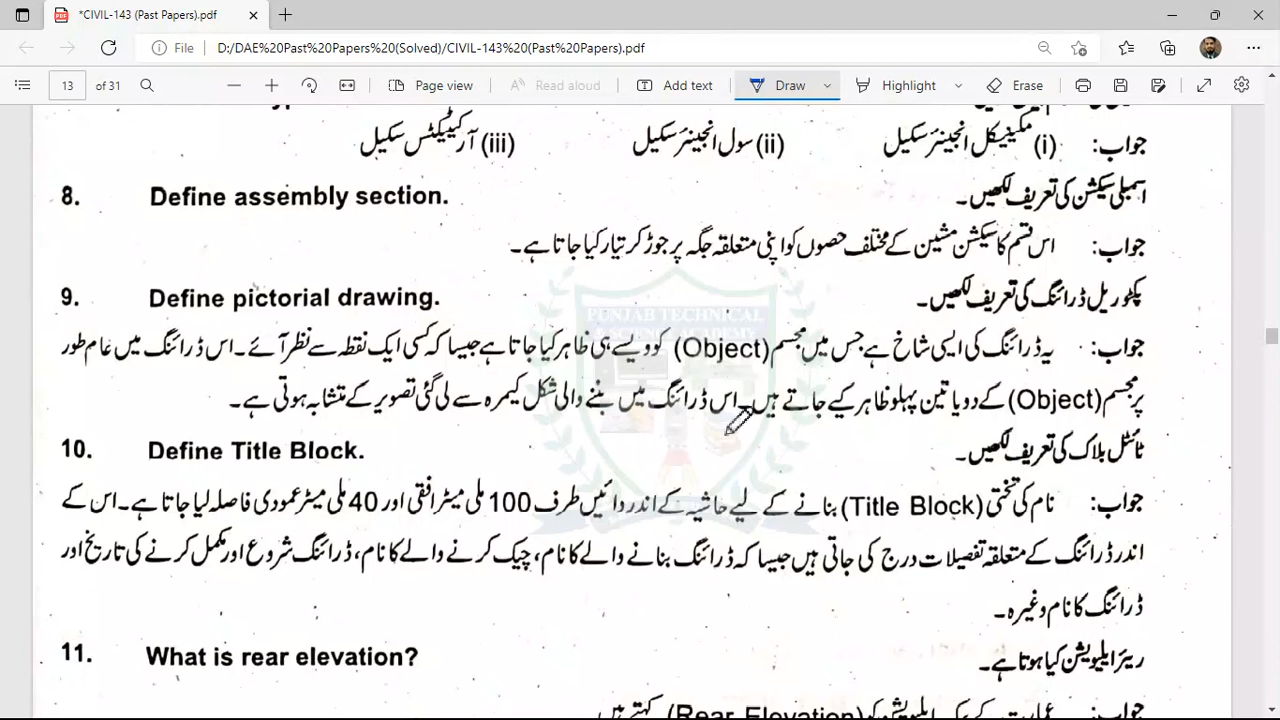 *CIVIL-143 (Past Papers).pdf
File D:/DAE%20Past%20Papers%20(Solved)/CIVIL-143%20(Past%20Papers).pdf
13 of 31 Page view Read aloud Add text Draw Highlight Erase
جواب: (i) مکینیکل انجینئر سکیل (ii) سول انجینئر سکیل (iii) آرکیٹیکٹس سکیل
8. Define assembly section. اسمبلی سیکشن کی تعریف لکھیں۔
جواب: اس قسم کا سیکشن مشین کے مختلف حصوں کو اپنی متعلقہ جگہ پر جوڑ کر تیار کیا جاتا ہے۔
9. Define pictorial drawing. پکٹوریل ڈرائنگ کی تعریف لکھیں۔
PUNJAB TECHNICAL
& SCIENCE ACADEMY
جواب: یہ ڈرائنگ کی ایسی شاخ ہے جس میں مجسم (Object) کو ویسے ہی ظاہر کیا جاتا ہے جیسا کہ کسی ایک نقطہ سے نظر آئے۔ اس ڈرائنگ میں عام طور
پر مجسم (Object) کے دو یا تین پہلو ظاہر کیے جاتے ہیں۔ اس ڈرائنگ میں بننے والی شکل کیمرہ سے لی گئی تصویر کے متشابہ ہوتی ہے۔
10. Define Title Block. ٹائٹل بلاک کی تعریف لکھیں۔
جواب: نام کی تختی (Title Block) بنانے کے لیے حاشیہ کے اندر دائیں طرف 100 ملی میٹر افقی اور 40 ملی میٹر عمودی فاصلہ لیا جاتا ہے۔ اس کے
اندر ڈرائنگ کے متعلقہ تفصیلات درج کی جاتی ہیں جیسا کہ ڈرائنگ بنانے والے کا نام، چیک کرنے والے کا نام، ڈرائنگ شروع اور مکمل کرنے کی تاریخ اور
ڈرائنگ کا نام وغیرہ۔
11. What is rear elevation? ریئر ایلیویشن کیا ہوتا ہے۔